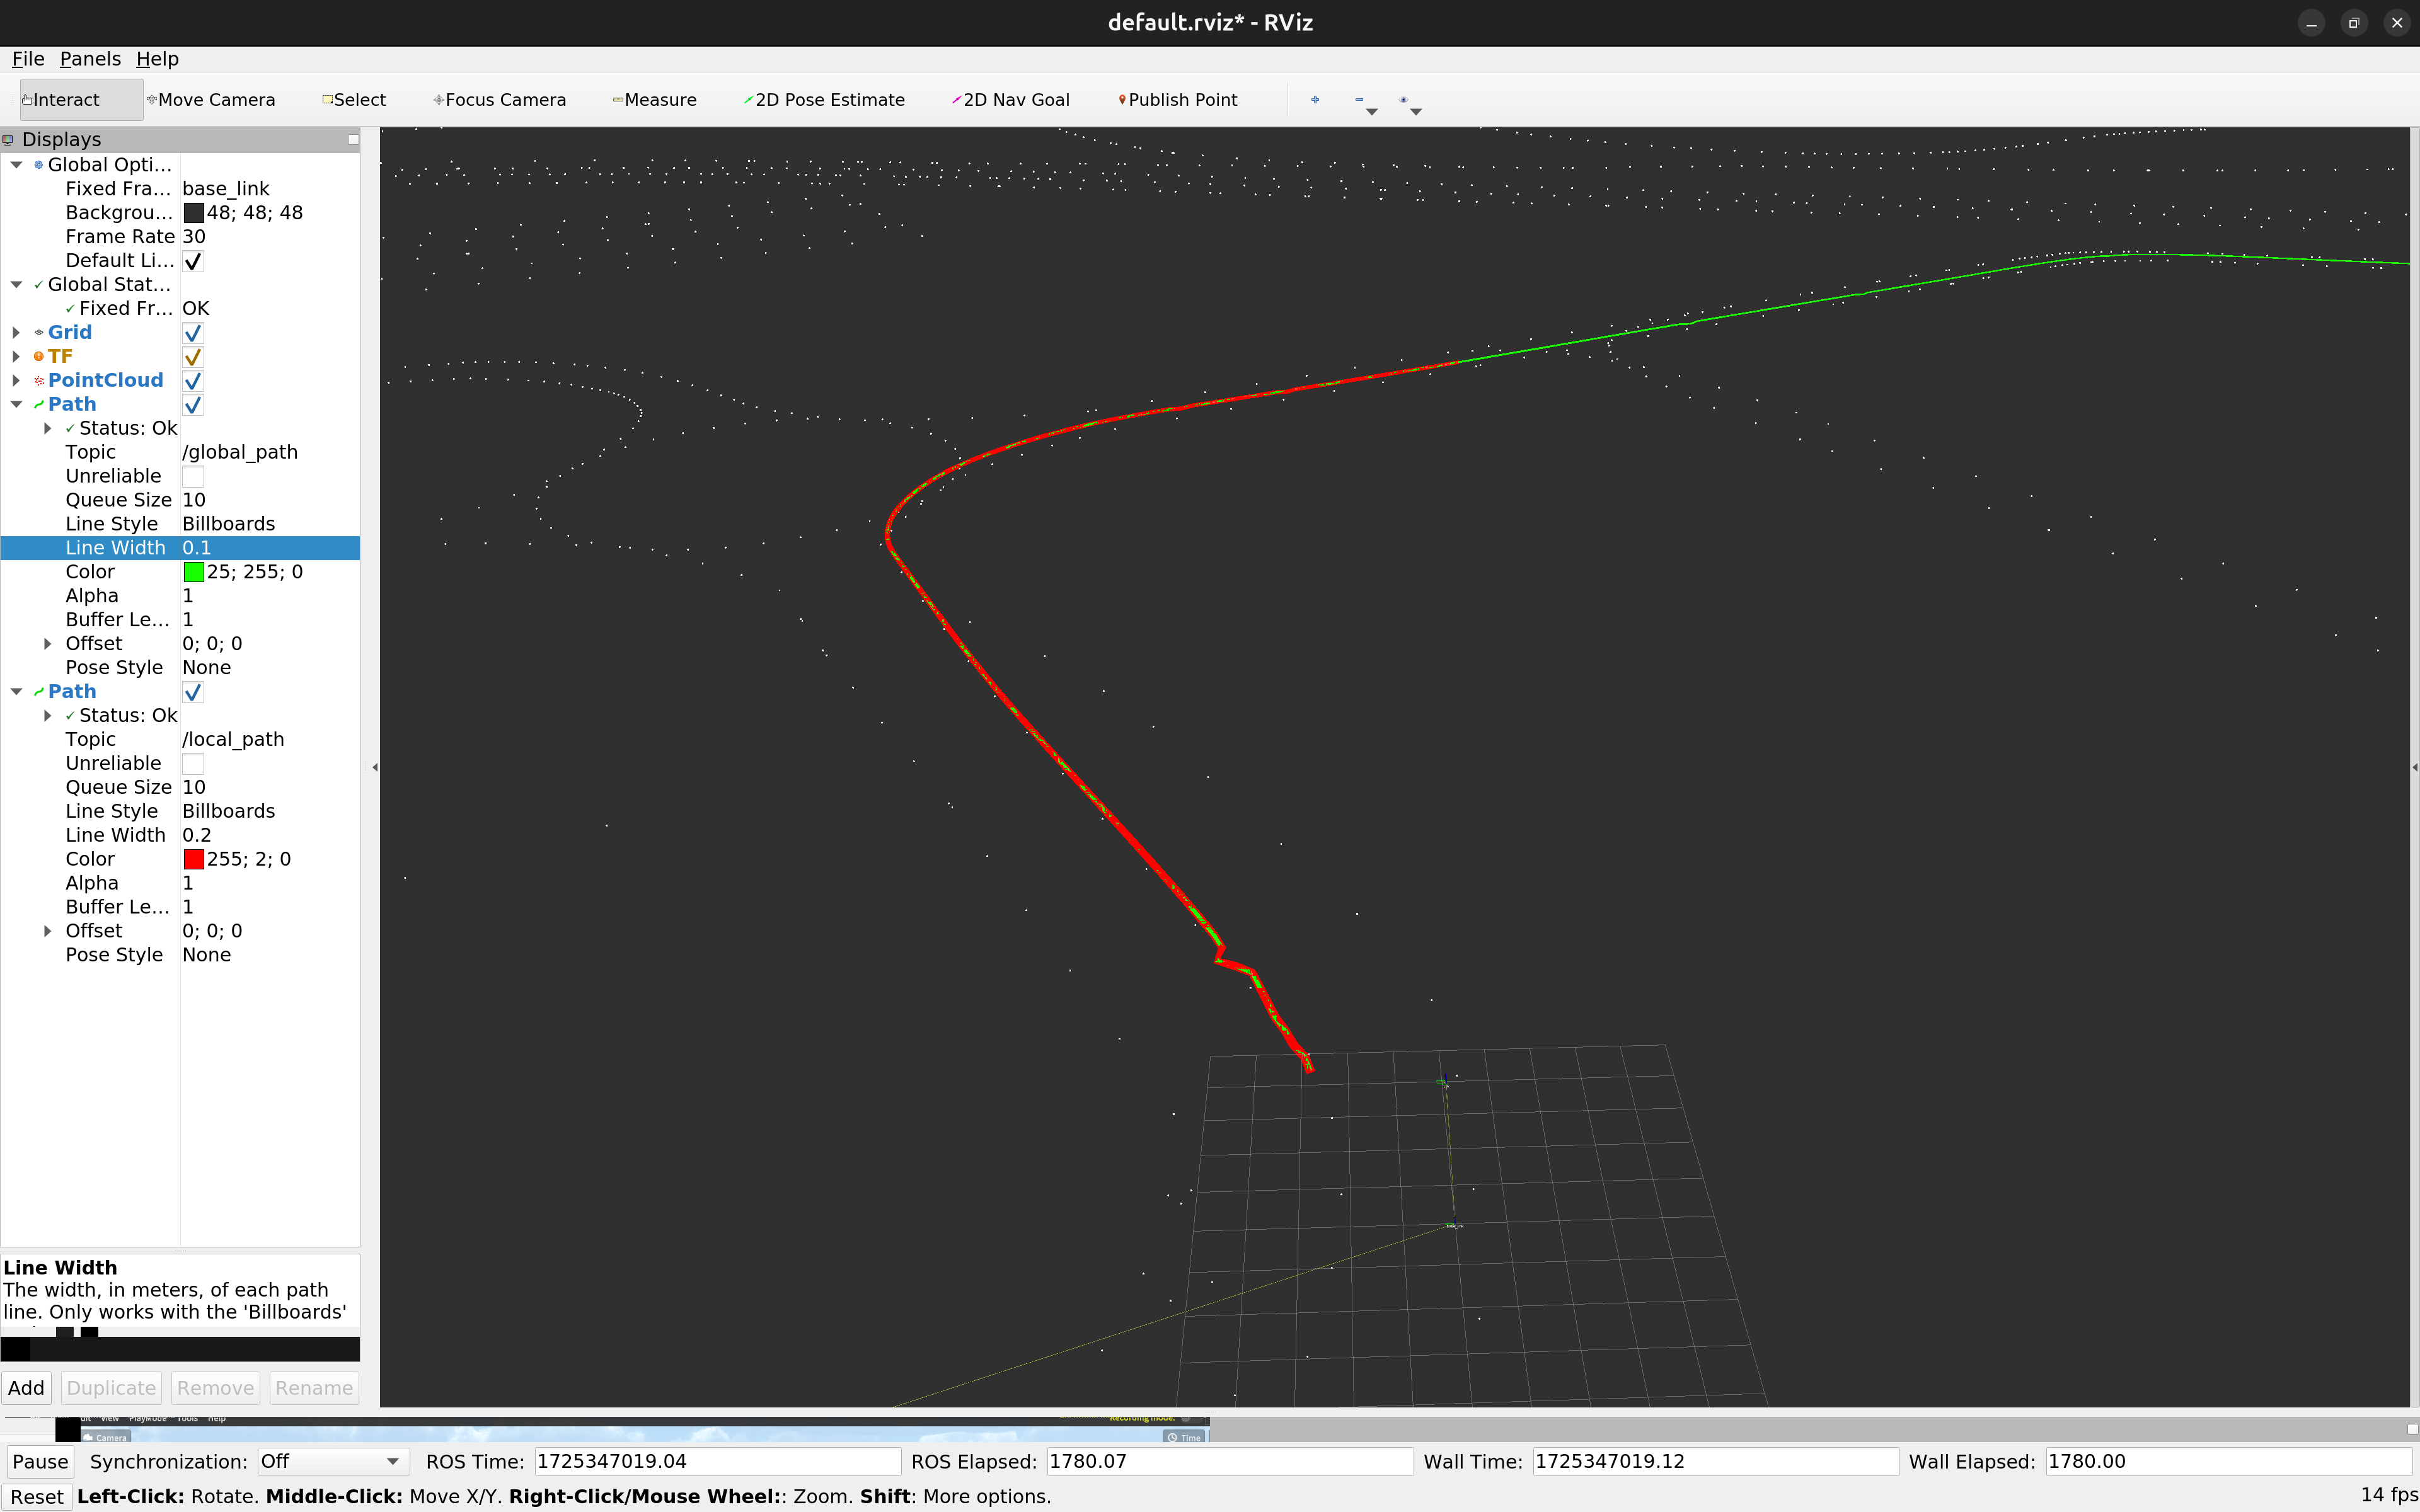 default.rviz* - RViz
File Panels Help
Interact Move Camera Select Focus Camera Measure 2D Pose Estimate 2D Nav Goal Publish Point
Displays
Global Opti...
Fixed Fra... base_link
Backgrou... 48; 48; 48
Frame Rate 30
Default Li...
Global Stat...
Fixed Fr... OK
Grid
TF
PointCloud
Path
Status: Ok
Topic /global_path
Unreliable
Queue Size 10
Line Style Billboards
Line Width 0.1
Color 25; 255; 0
Alpha 1
Buffer Le... 1
Offset 0; 0; 0
Pose Style None
Path
Status: Ok
Topic /local_path
Unreliable
Queue Size 10
Line Style Billboards
Line Width 0.2
Color 255; 2; 0
Alpha 1
Buffer Le... 1
Offset 0; 0; 0
Pose Style None
Line Width
The width, in meters, of each path
line. Only works with the 'Billboards'
Add Duplicate Remove Rename
View PlayMode Tools Help Recording mode:
Camera Time
Pause Synchronization: Off ROS Time: 1725347019.04 ROS Elapsed: 1780.07 Wall Time: 1725347019.12 Wall Elapsed: 1780.00
Reset Left-Click: Rotate. Middle-Click: Move X/Y. Right-Click/Mouse Wheel:: Zoom. Shift: More options. 14 fps